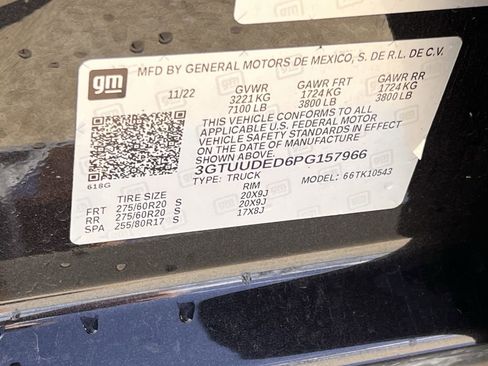 gm
MFD BY GENERAL MOTORS DE MEXICO, S. DE R.L. DE C.V.
11/22 GVWR GAWR FRT GAWR RR
3221 KG 1724 KG 1724 KG
7100 LB 3800 LB 3800 LB
THIS VEHICLE CONFORMS TO ALL
APPLICABLE U.S. FEDERAL MOTOR
VEHICLE SAFETY STANDARDS IN EFFECT
ON THE DATE OF MANUFACTURE SHOWN ABOVE.
3GTUUDED6PG157966
618G TYPE: TRUCK MODEL: 66TK10543
TIRE SIZE RIM
FRT 275/60R20 S 20X9J
RR 275/60R20 S 20X9J
SPA 255/80R17 S 17X8J